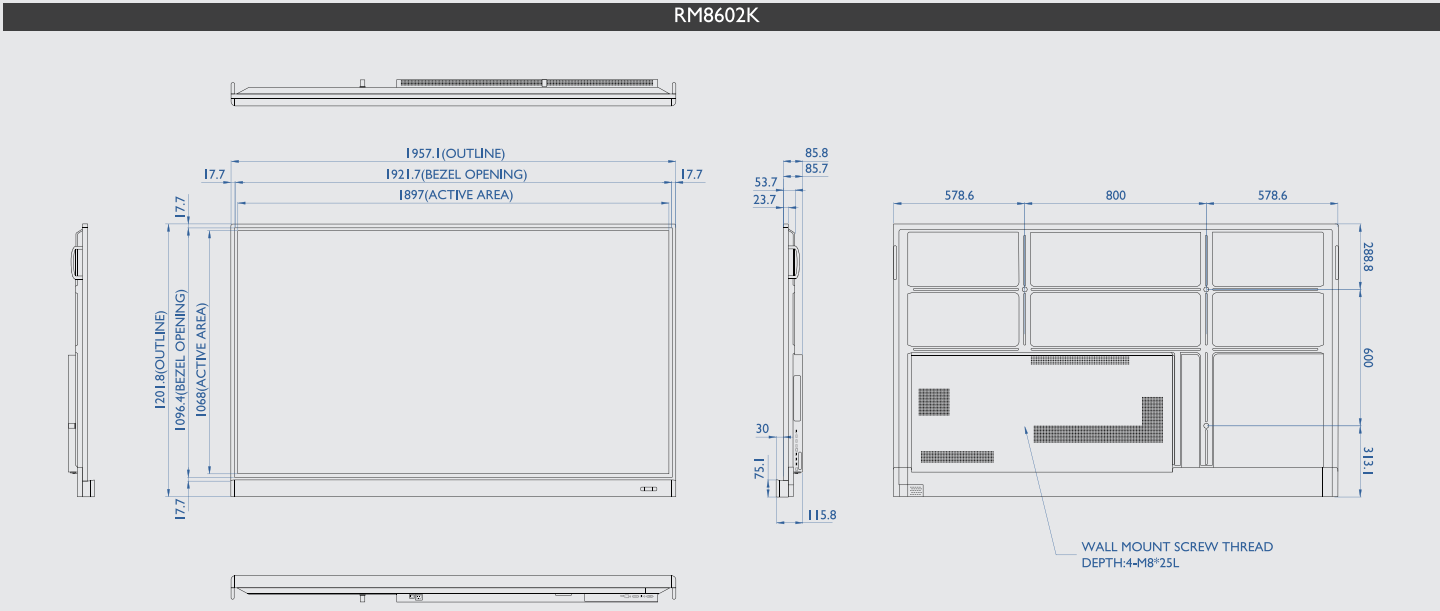 RM8602K
1957.1(OUTLINE)
17.7
1921.7(BEZEL OPENING)
17.7
1897(ACTIVE AREA)
17.7
1201.8(OUTLINE)
1096.4(BEZEL OPENING)
1068(ACTIVE AREA)
17.7
85.8
85.7
53.7
23.7
30
75.1
115.8
578.6
800
578.6
288.8
600
313.1
WALL MOUNT SCREW THREAD
DEPTH:4-M8*25L